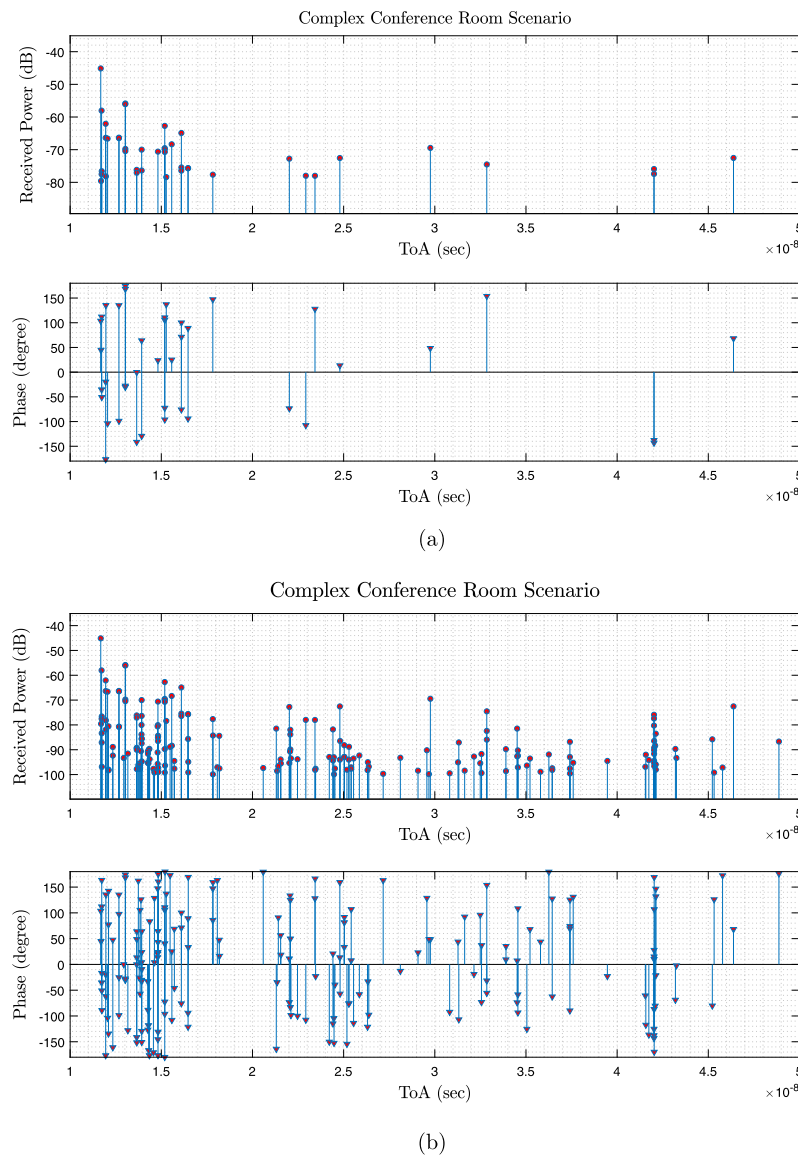 Complex Conference Room Scenario
Received Power (dB)
-40
-50
-60
-70
-80
1 1.5 2 2.5 3 3.5 4 4.5 5
ToA (sec)
×10⁻⁸
Phase (degree)
150
100
50
0
-50
-100
-150
1 1.5 2 2.5 3 3.5 4 4.5 5
ToA (sec)
×10⁻⁸
(a)
Complex Conference Room Scenario
Received Power (dB)
-40
-50
-60
-70
-80
-90
-100
1 1.5 2 2.5 3 3.5 4 4.5 5
ToA (sec)
×10⁻⁸
Phase (degree)
150
100
50
0
-50
-100
-150
1 1.5 2 2.5 3 3.5 4 4.5 5
ToA (sec)
×10⁻⁸
(b)